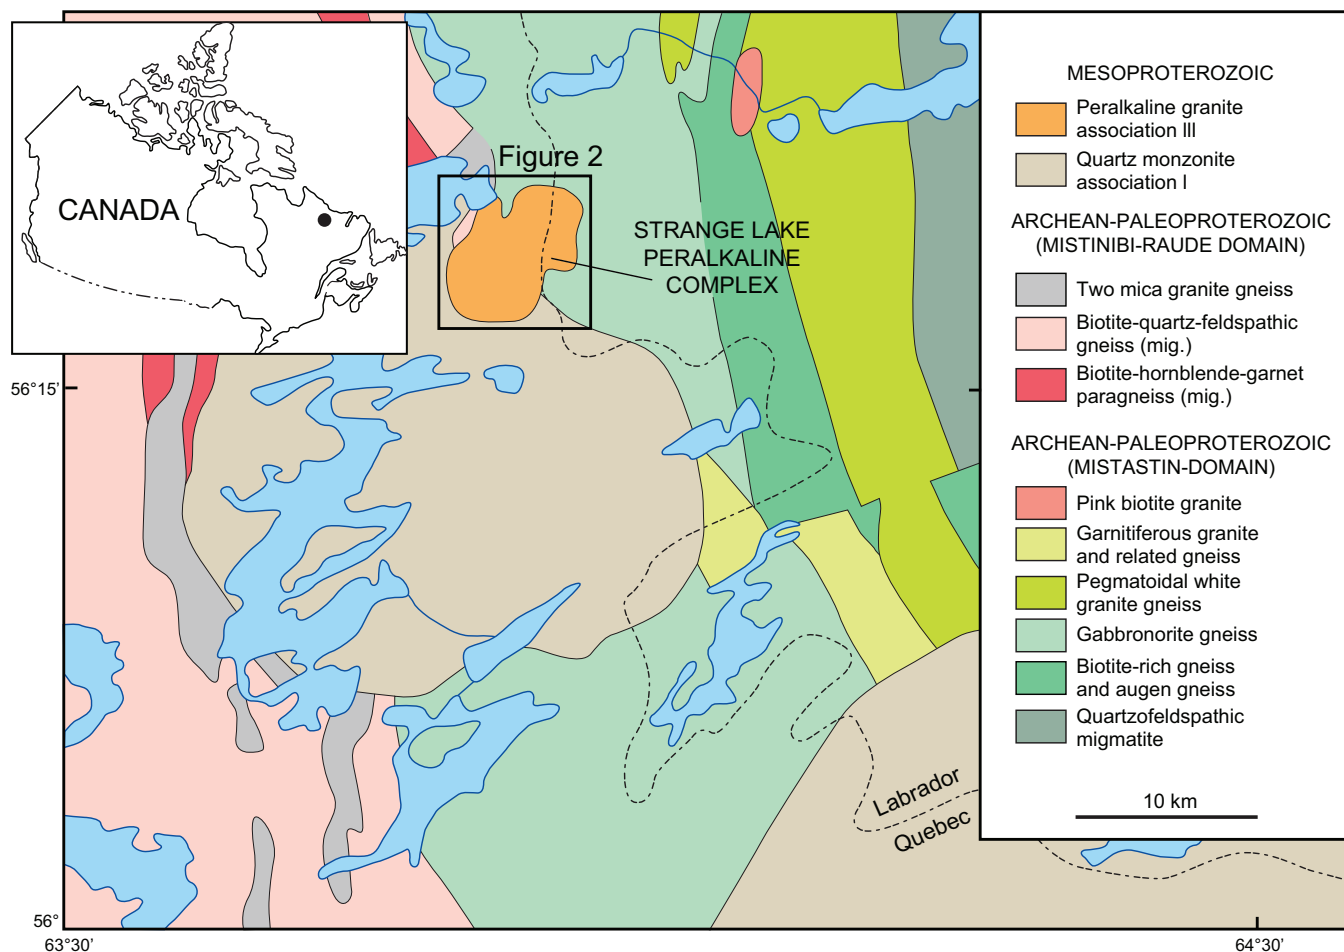 CANADA
Figure 2
STRANGE LAKE
PERALKALINE
COMPLEX
56°15'
56°
63°30'
64°30'
Labrador
Quebec
MESOPROTEROZOIC
Peralkaline granite
association III
Quartz monzonite
association I
ARCHEAN-PALEOPROTEROZOIC
(MISTINIBI-RAUDE DOMAIN)
Two mica granite gneiss
Biotite-quartz-feldspathic
gneiss (mig.)
Biotite-hornblende-garnet
paragneiss (mig.)
ARCHEAN-PALEOPROTEROZOIC
(MISTASTIN-DOMAIN)
Pink biotite granite
Garnitiferous granite
and related gneiss
Pegmatoidal white
granite gneiss
Gabbronorite gneiss
Biotite-rich gneiss
and augen gneiss
Quartzofeldspathic
migmatite
10 km